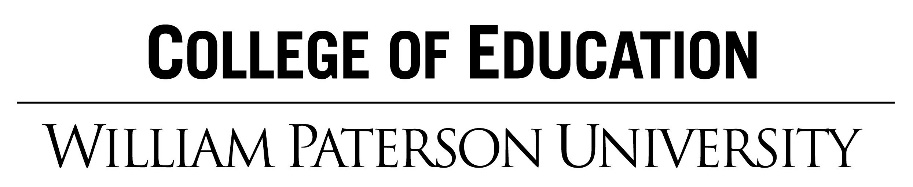 COLLEGE OF EDUCATION
WILLIAM PATERSON UNIVERSITY